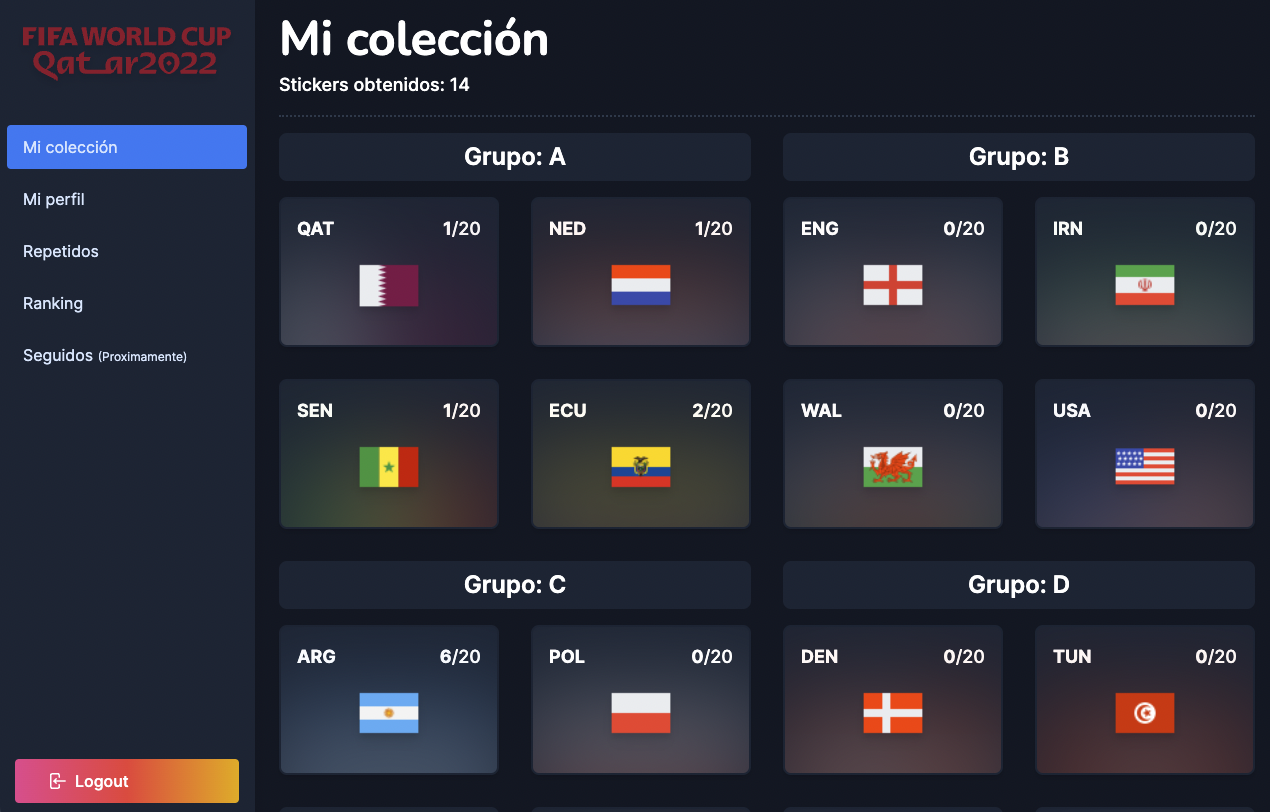 FIFA WORLD CUP
Qatar2022
Mi colección
Mi perfil
Repetidos
Ranking
Seguidos (Proximamente)
Logout
Mi colección
Stickers obtenidos: 14
Grupo: A
Grupo: B
QAT 1/20
NED 1/20
ENG 0/20
IRN 0/20
SEN 1/20
ECU 2/20
WAL 0/20
USA 0/20
Grupo: C
Grupo: D
ARG 6/20
POL 0/20
DEN 0/20
TUN 0/20